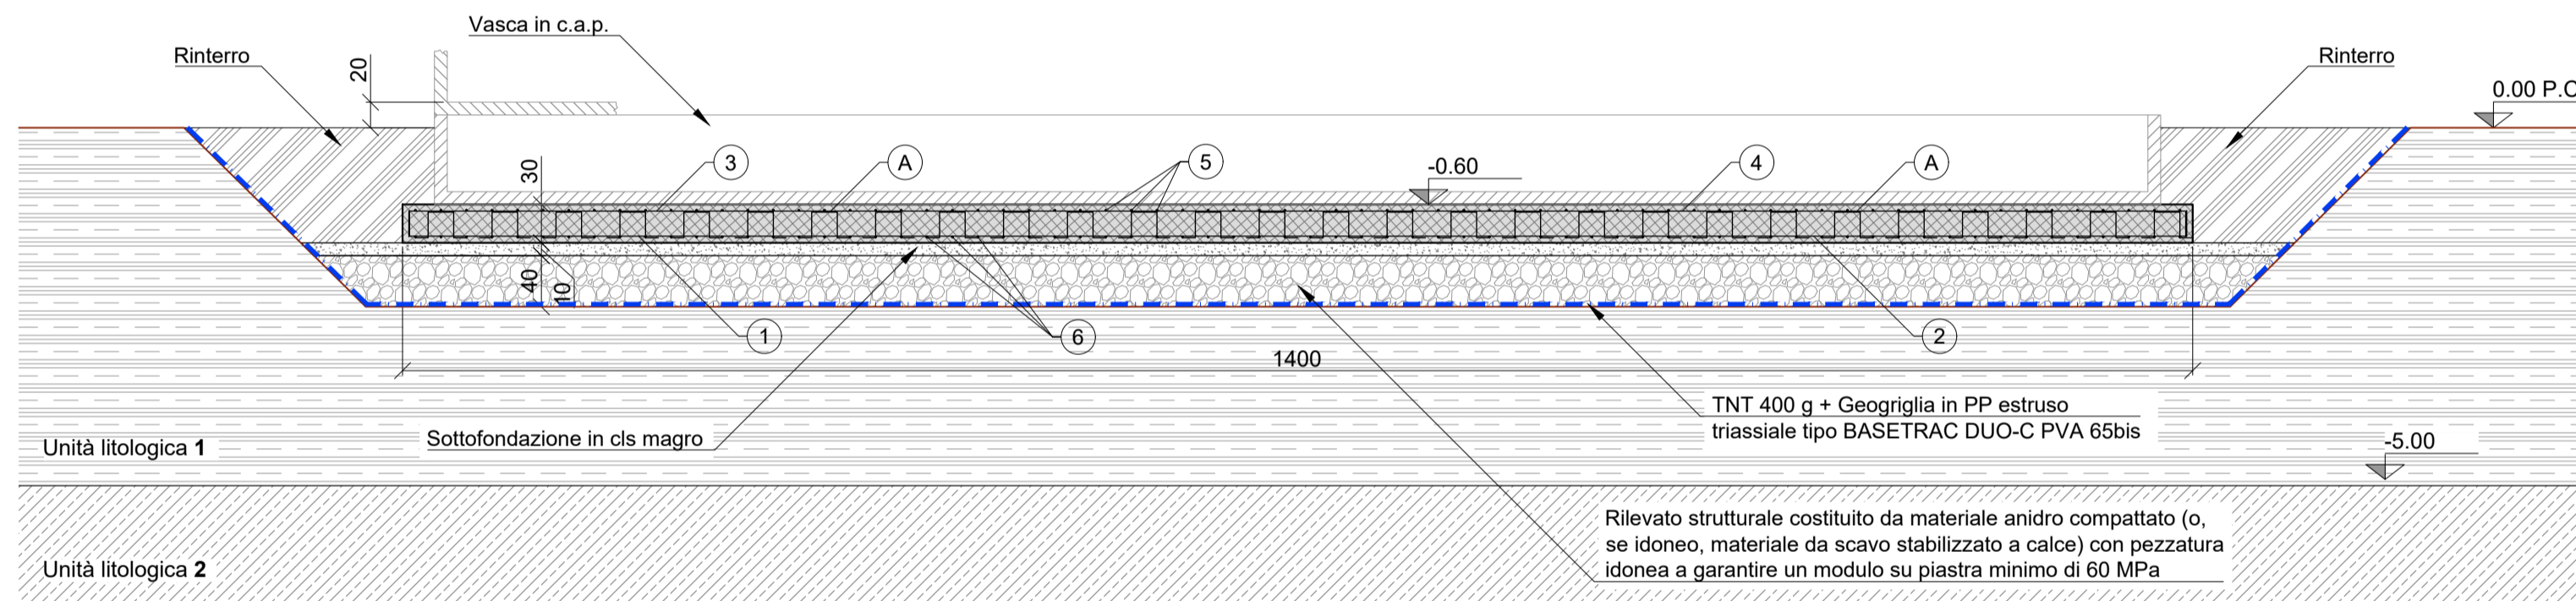 Vasca in c.a.p.
Rinterro
20
Rinterro
0.00 P.C
30
3
A
5
-0.60
4
A
40
10
1
6
2
1400
TNT 400 g + Geogriglia in PP estruso
triassiale tipo BASETRAC DUO-C PVA 65bis
Sottofondazione in cls magro
Unità litologica 1
-5.00
Rilevato strutturale costituito da materiale anidro compattato (o,
se idoneo, materiale da scavo stabilizzato a calce) con pezzatura
idonea a garantire un modulo su piastra minimo di 60 MPa
Unità litologica 2